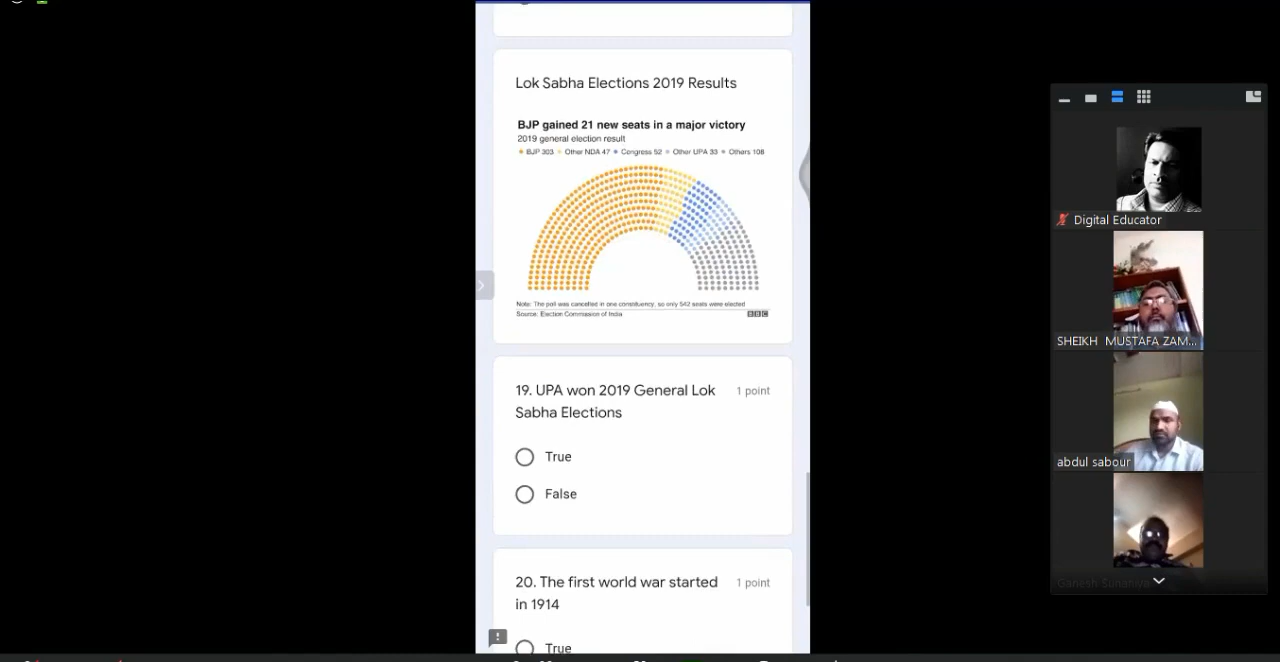 Lok Sabha Elections 2019 Results
BJP gained 21 new seats in a major victory
2019 general election result
BJP 303 Other NDA 47 Congress 52 Other UPA 33 Others 108
Note: The poll was cancelled in one constituency, so only 542 seats were elected
Source: Election Commission of India
BBC
19. UPA won 2019 General Lok
Sabha Elections
1 point
True
False
20. The first world war started
in 1914
1 point
True
Digital Educator
SHEIKH MUSTAFA ZAM...
abdul sabour